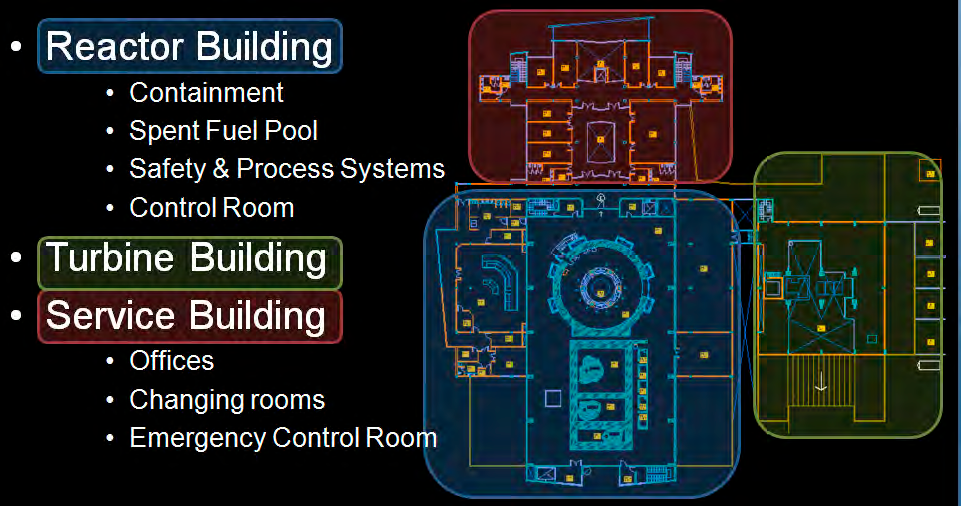 • Reactor Building
• Containment
• Spent Fuel Pool
• Safety & Process Systems
• Control Room
• Turbine Building
• Service Building
• Offices
• Changing rooms
• Emergency Control Room